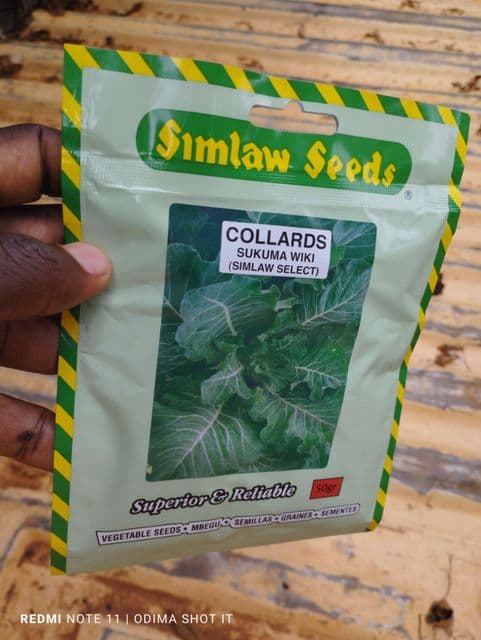 Simlaw Seeds
®
COLLARDS
SUKUMA WIKI
(SIMLAW SELECT)
Superior & Reliable
50gr
VEGETABLE SEEDS • MBEGU • SEMILLAS • GRAINES • SEMENTES
REDMI NOTE 11 | ODIMA SHOT IT